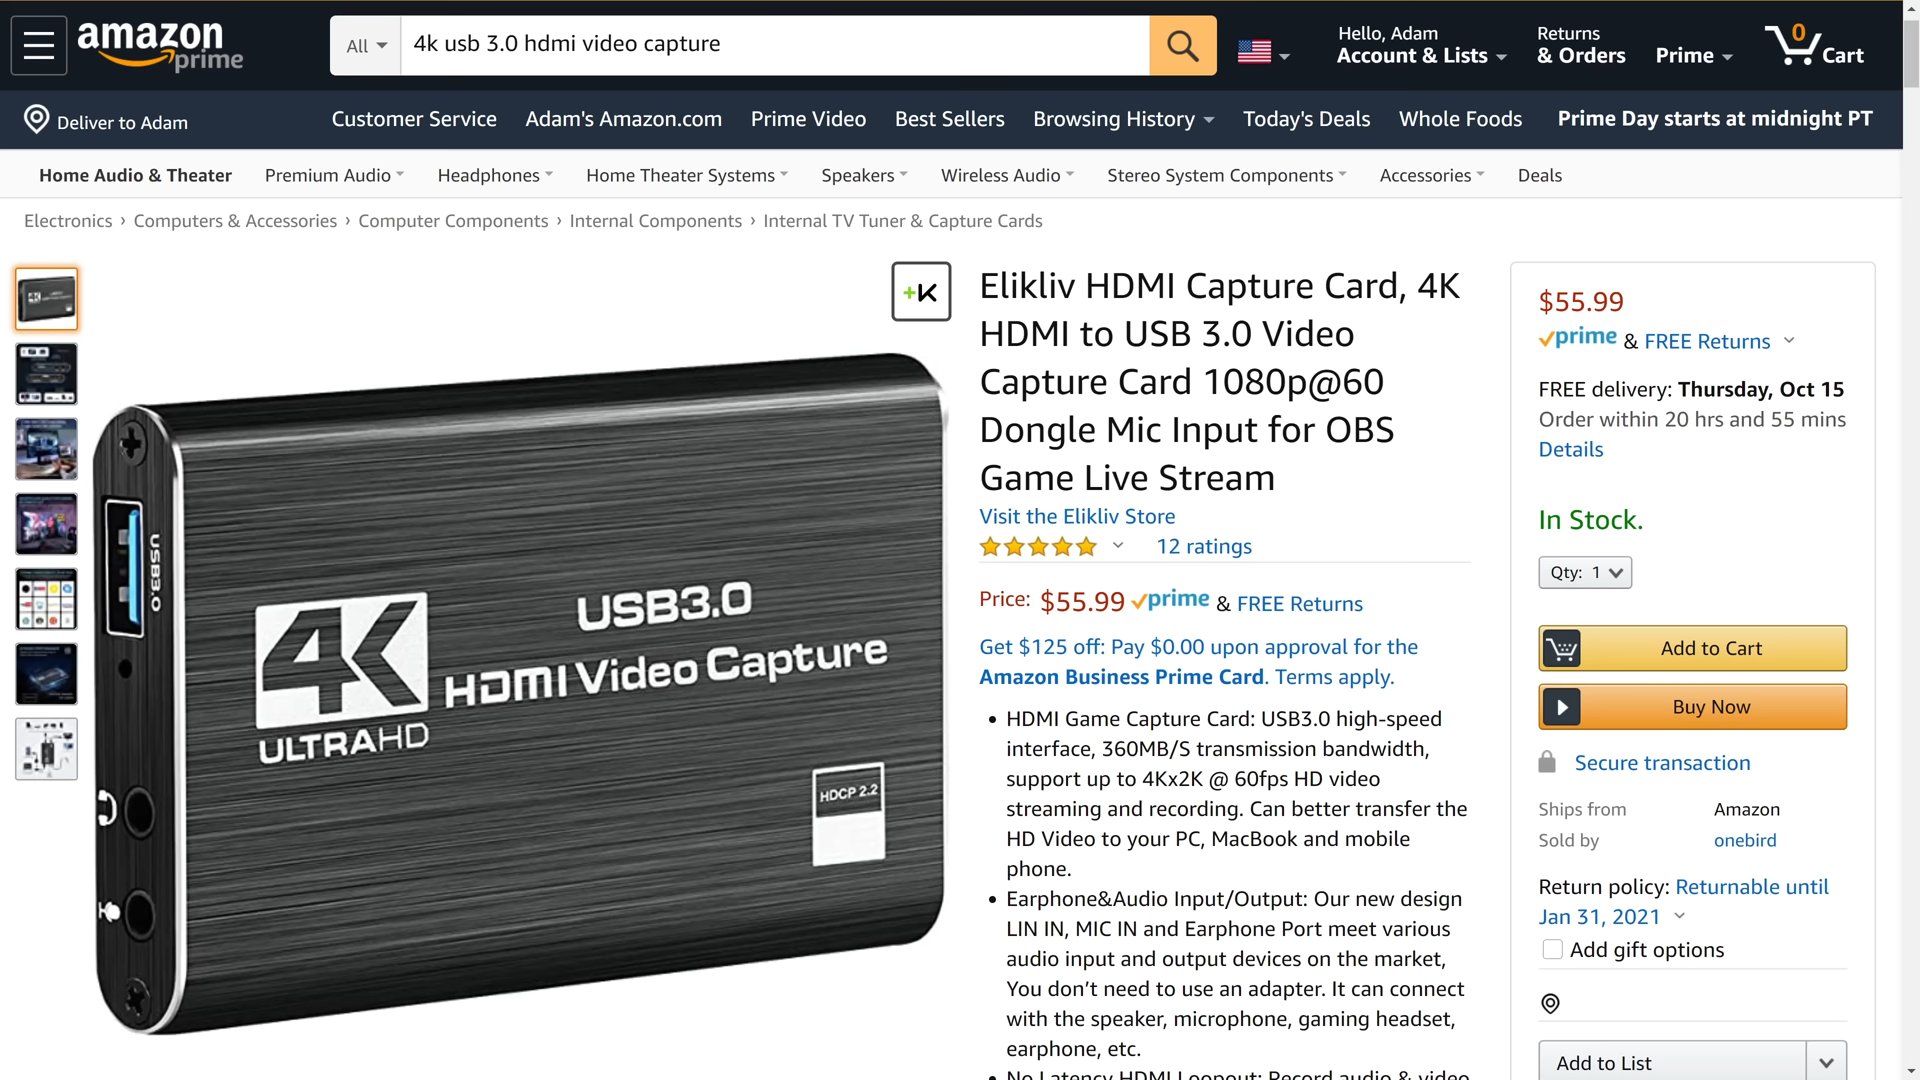 amazon
prime
All
4k usb 3.0 hdmi video capture
Hello, Adam
Account & Lists
Returns
& Orders
Prime
0
Cart
Deliver to Adam
Customer Service
Adam's Amazon.com
Prime Video
Best Sellers
Browsing History
Today's Deals
Whole Foods
Prime Day starts at midnight PT
Home Audio & Theater
Premium Audio
Headphones
Home Theater Systems
Speakers
Wireless Audio
Stereo System Components
Accessories
Deals
Electronics › Computers & Accessories › Computer Components › Internal Components › Internal TV Tuner & Capture Cards
+K
USB3.0
4K
ULTRAHD
USB3.0
HDMI Video Capture
HDCP 2.2
Elikliv HDMI Capture Card, 4K
HDMI to USB 3.0 Video
Capture Card 1080p@60
Dongle Mic Input for OBS
Game Live Stream
Visit the Elikliv Store
12 ratings
Price: $55.99 prime & FREE Returns
Get $125 off: Pay $0.00 upon approval for the
Amazon Business Prime Card. Terms apply.
• HDMI Game Capture Card: USB3.0 high-speed
interface, 360MB/S transmission bandwidth,
support up to 4Kx2K @ 60fps HD video
streaming and recording. Can better transfer the
HD Video to your PC, MacBook and mobile
phone.
• Earphone&Audio Input/Output: Our new design
LIN IN, MIC IN and Earphone Port meet various
audio input and output devices on the market,
You don’t need to use an adapter. It can connect
with the speaker, microphone, gaming headset,
earphone, etc.
• No Latency HDMI Loopout: Record audio & video
$55.99
prime & FREE Returns
FREE delivery: Thursday, Oct 15
Order within 20 hrs and 55 mins
Details
In Stock.
Qty: 1
Add to Cart
Buy Now
Secure transaction
Ships from Amazon
Sold by onebird
Return policy: Returnable until
Jan 31, 2021
Add gift options
Add to List